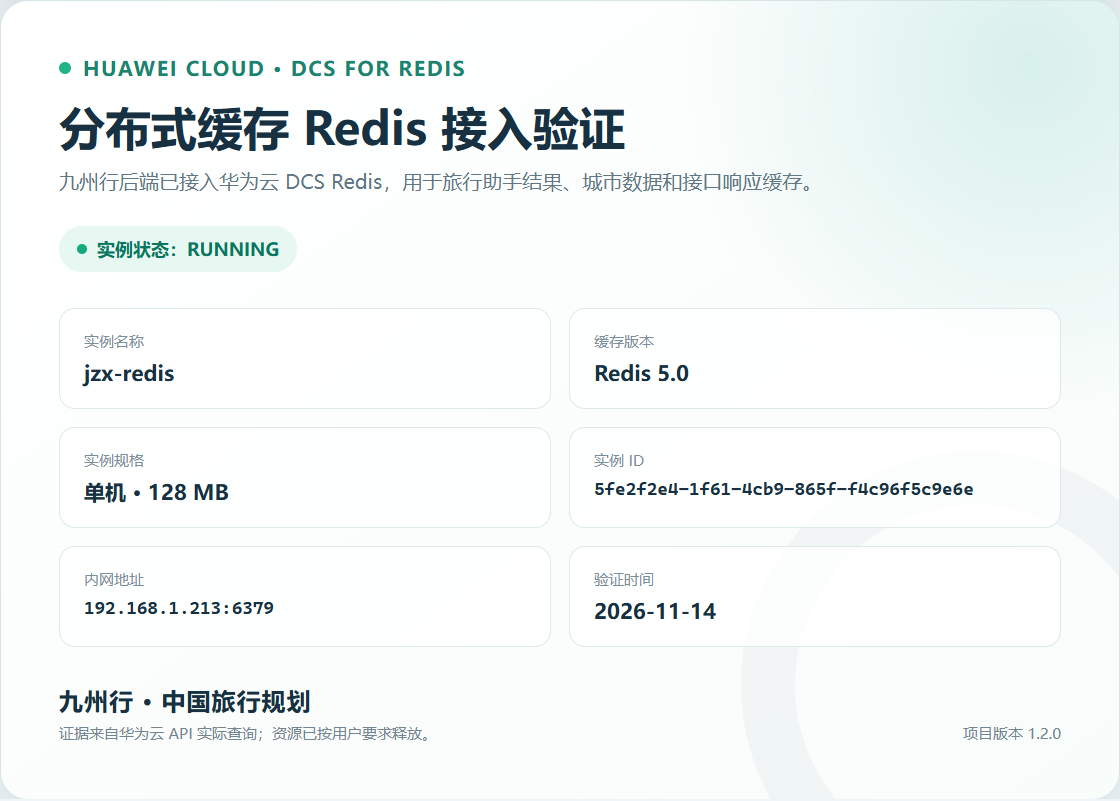 HUAWEI CLOUD • DCS FOR REDIS
分布式缓存 Redis 接入验证
九州行后端已接入华为云 DCS Redis，用于旅行助手结果、城市数据和接口响应缓存。
实例状态：RUNNING
实例名称
jzx-redis
缓存版本
Redis 5.0
实例规格
单机 • 128 MB
实例 ID
5fe2f2e4-1f61-4cb9-865f-f4c96f5c9e6e
内网地址
192.168.1.213:6379
验证时间
2026-11-14
九州行 • 中国旅行规划
证据来自华为云 API 实际查询；资源已按用户要求释放。
项目版本 1.2.0